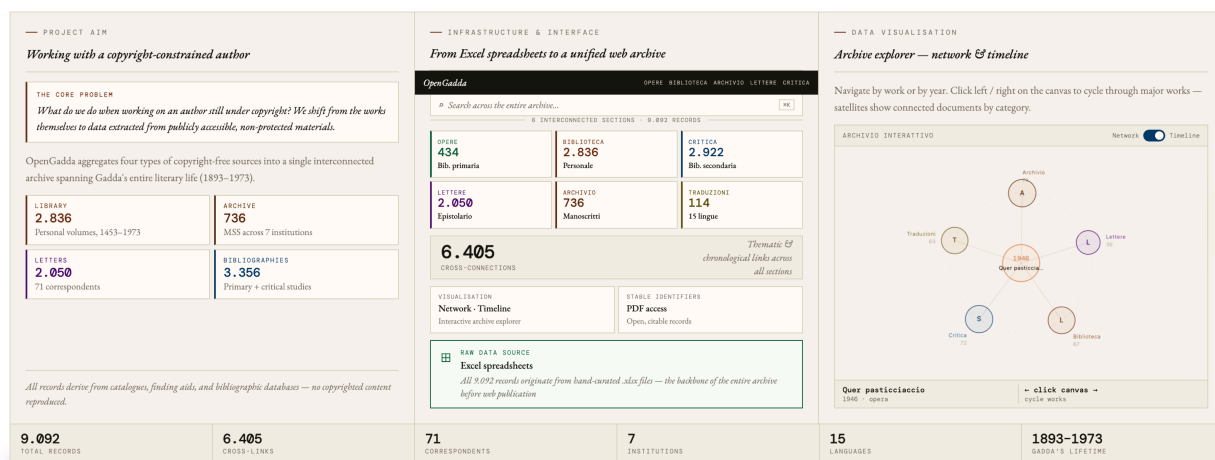 — PROJECT AIM
Working with a copyright-constrained author
THE CORE PROBLEM
What do we do when working on an author still under copyright? We shift from the works
themselves to data extracted from publicly accessible, non-protected materials.
OpenGadda aggregates four types of copyright-free sources into a single interconnected
archive spanning Gadda's entire literary life (1893–1973).
LIBRARY
2.836
Personal volumes, 1453–1973
ARCHIVE
736
MSS across 7 institutions
LETTERS
2.050
71 correspondents
BIBLIOGRAPHIES
3.356
Primary + critical studies
All records derive from catalogues, finding aids, and bibliographic databases — no copyrighted content
reproduced.
— INFRASTRUCTURE & INTERFACE
From Excel spreadsheets to a unified web archive
OpenGadda
OPERE BIBLIOTECA ARCHIVIO LETTERE CRITICA
Search across the entire archive...
⌘K
6 INTERCONNECTED SECTIONS · 9.092 RECORDS
OPERE
434
Bib. primaria
BIBLIOTECA
2.836
Personale
CRITICA
2.922
Bib. secondaria
LETTERE
2.050
Epistolario
ARCHIVIO
736
Manoscritti
TRADUZIONI
114
15 lingue
6.405
CROSS-CONNECTIONS
Thematic &
chronological links across
all sections
VISUALISATION
Network · Timeline
Interactive archive explorer
STABLE IDENTIFIERS
PDF access
Open, citable records
RAW DATA SOURCE
Excel spreadsheets
All 9.092 records originate from hand-curated .xlsx files — the backbone of the entire archive
before web publication
— DATA VISUALISATION
Archive explorer — network & timeline
Navigate by work or by year. Click left / right on the canvas to cycle through major works —
satellites show connected documents by category.
ARCHIVIO INTERATTIVO
Network Timeline
Archivio
A
Traduzioni
63
T
L
Lettere
1946
Quer pasticcia…
S
Critica
72
L
Biblioteca
87
Quer pasticciaccio
1946 · opera
← click canvas →
cycle works
9.092
TOTAL RECORDS
6.405
CROSS-LINKS
71
CORRESPONDENTS
7
INSTITUTIONS
15
LANGUAGES
1893–1973
GADDA'S LIFETIME